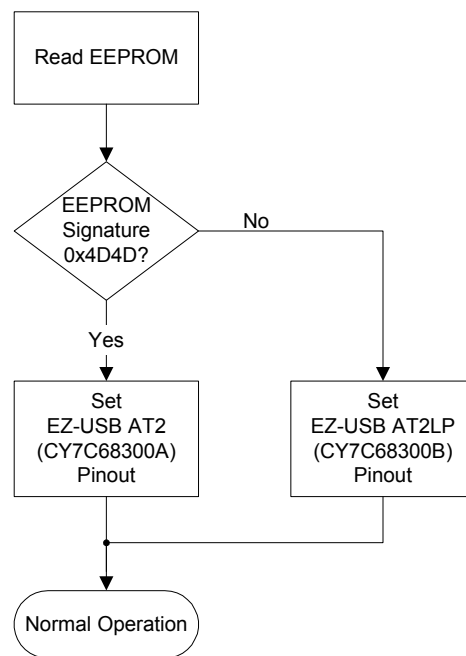 Read EEPROM
EEPROM
Signature
0x4D4D?
No
Yes
Set
EZ-USB AT2
(CY7C68300A)
Pinout
Set
EZ-USB AT2LP
(CY7C68300B)
Pinout
Normal Operation